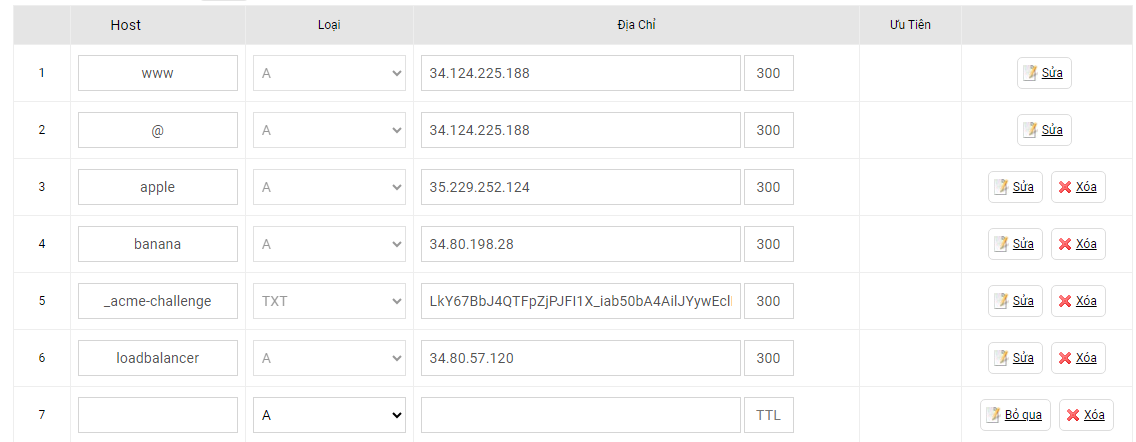 Host Loại Địa Chỉ Ưu Tiên
1 www A 34.124.225.188 300 Sửa
2 @ A 34.124.225.188 300 Sửa
3 apple A 35.229.252.124 300 Sửa Xóa
4 banana A 34.80.198.28 300 Sửa Xóa
5 _acme-challenge TXT 300 Sửa Xóa
6 loadbalancer A 34.80.57.120 300 Sửa Xóa
7 A TTL Bỏ qua Xóa